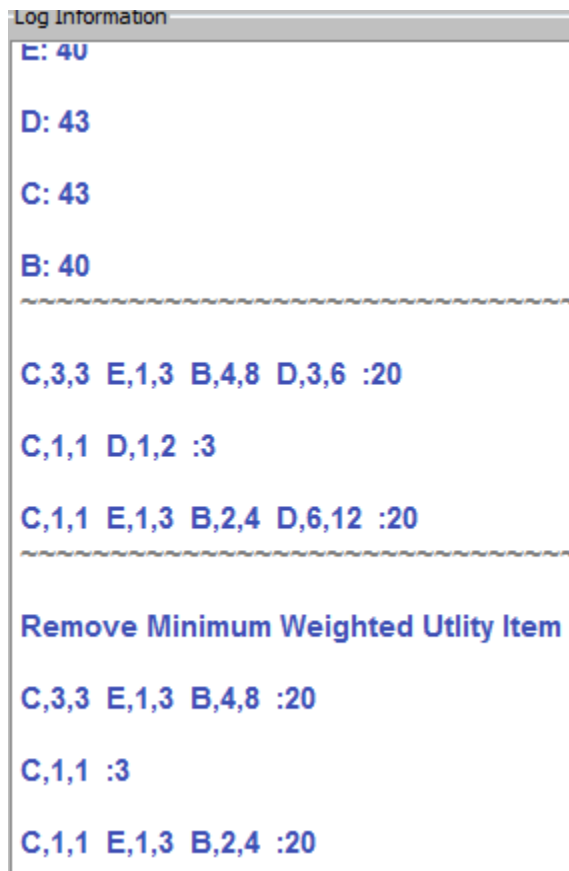 Log Information
E: 40
D: 43
C: 43
B: 40
~~~~~~~~~~~~~~~~~~~~~~~~~~~~~~~
C,3,3 E,1,3 B,4,8 D,3,6 :20
C,1,1 D,1,2 :3
C,1,1 E,1,3 B,2,4 D,6,12 :20
~~~~~~~~~~~~~~~~~~~~~~~~~~~~~~~
Remove Minimum Weighted Utlity Item
C,3,3 E,1,3 B,4,8 :20
C,1,1 :3
C,1,1 E,1,3 B,2,4 :20